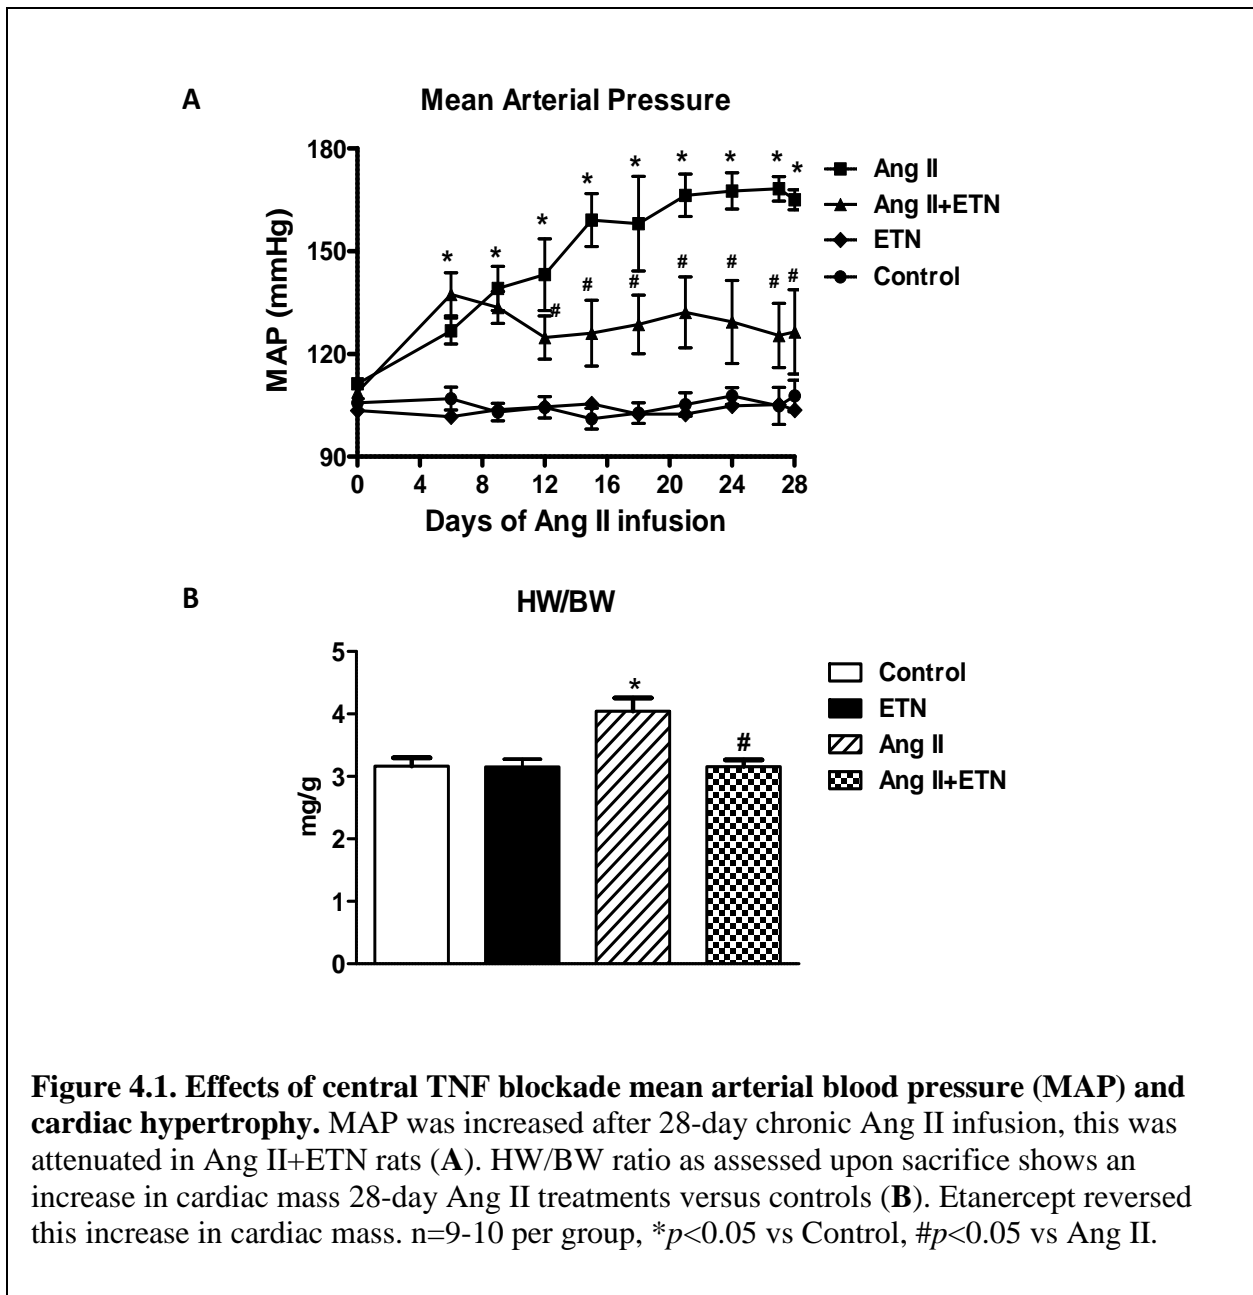 A
Mean Arterial Pressure
MAP (mmHg)
180
150
120
90
* * * * * * * * * *
# # # # # # #
0 4 8 12 16 20 24 28
Days of Ang II infusion
Ang II
Ang II+ETN
ETN
Control
B
HW/BW
mg/g
5
4
3
2
1
0
*
#
Control
ETN
Ang II
Ang II+ETN
Figure 4.1. Effects of central TNF blockade mean arterial blood pressure (MAP) and
cardiac hypertrophy. MAP was increased after 28-day chronic Ang II infusion, this was
attenuated in Ang II+ETN rats (A). HW/BW ratio as assessed upon sacrifice shows an
increase in cardiac mass 28-day Ang II treatments versus controls (B). Etanercept reversed
this increase in cardiac mass. n=9-10 per group, *p<0.05 vs Control, #p<0.05 vs Ang II.